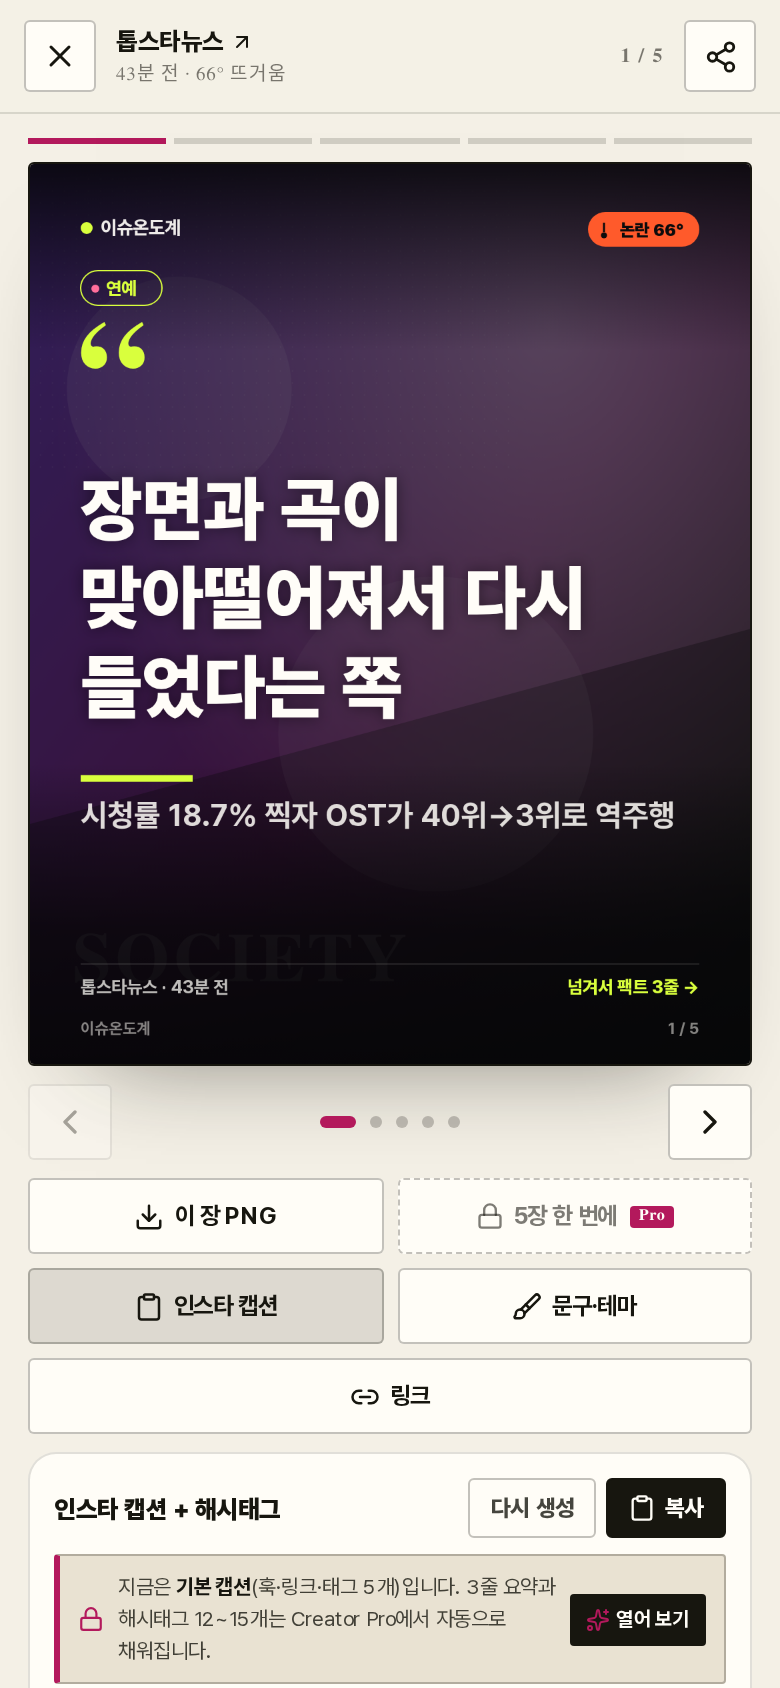 톱스타뉴스
43분 전 · 66° 뜨거움
1 / 5
이슈온도계
논란 66°
연예
“
장면과 곡이
맞아떨어져서 다시
들었다는 쪽
시청률 18.7% 찍자 OST가 40위→3위로 역주행
SOCIETY
톱스타뉴스 · 43분 전
넘겨서 팩트 3줄 →
이슈온도계
1 / 5
이 장 PNG
5장 한 번에 Pro
인스타 캡션
문구·테마
링크
인스타 캡션 + 해시태그
다시 생성
복사
지금은 기본 캡션(훅·링크·태그 5개)입니다. 3줄 요약과
해시태그 12~15개는 Creator Pro에서 자동으로
채워집니다.
열어 보기